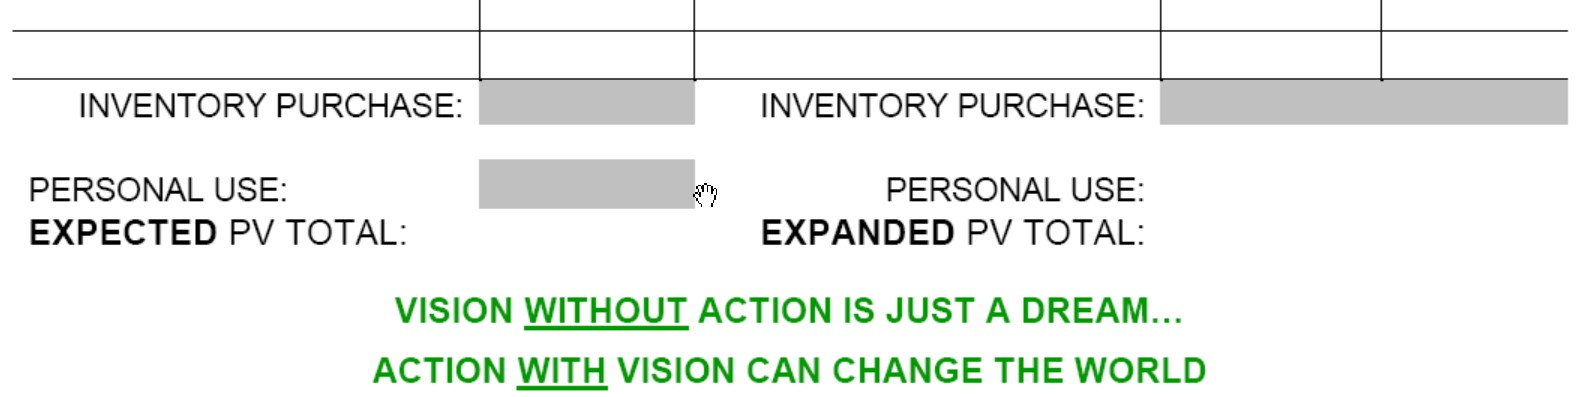 INVENTORY PURCHASE: INVENTORY PURCHASE:
PERSONAL USE: PERSONAL USE:
EXPECTED PV TOTAL: EXPANDED PV TOTAL:
VISION WITHOUT ACTION IS JUST A DREAM...
ACTION WITH VISION CAN CHANGE THE WORLD